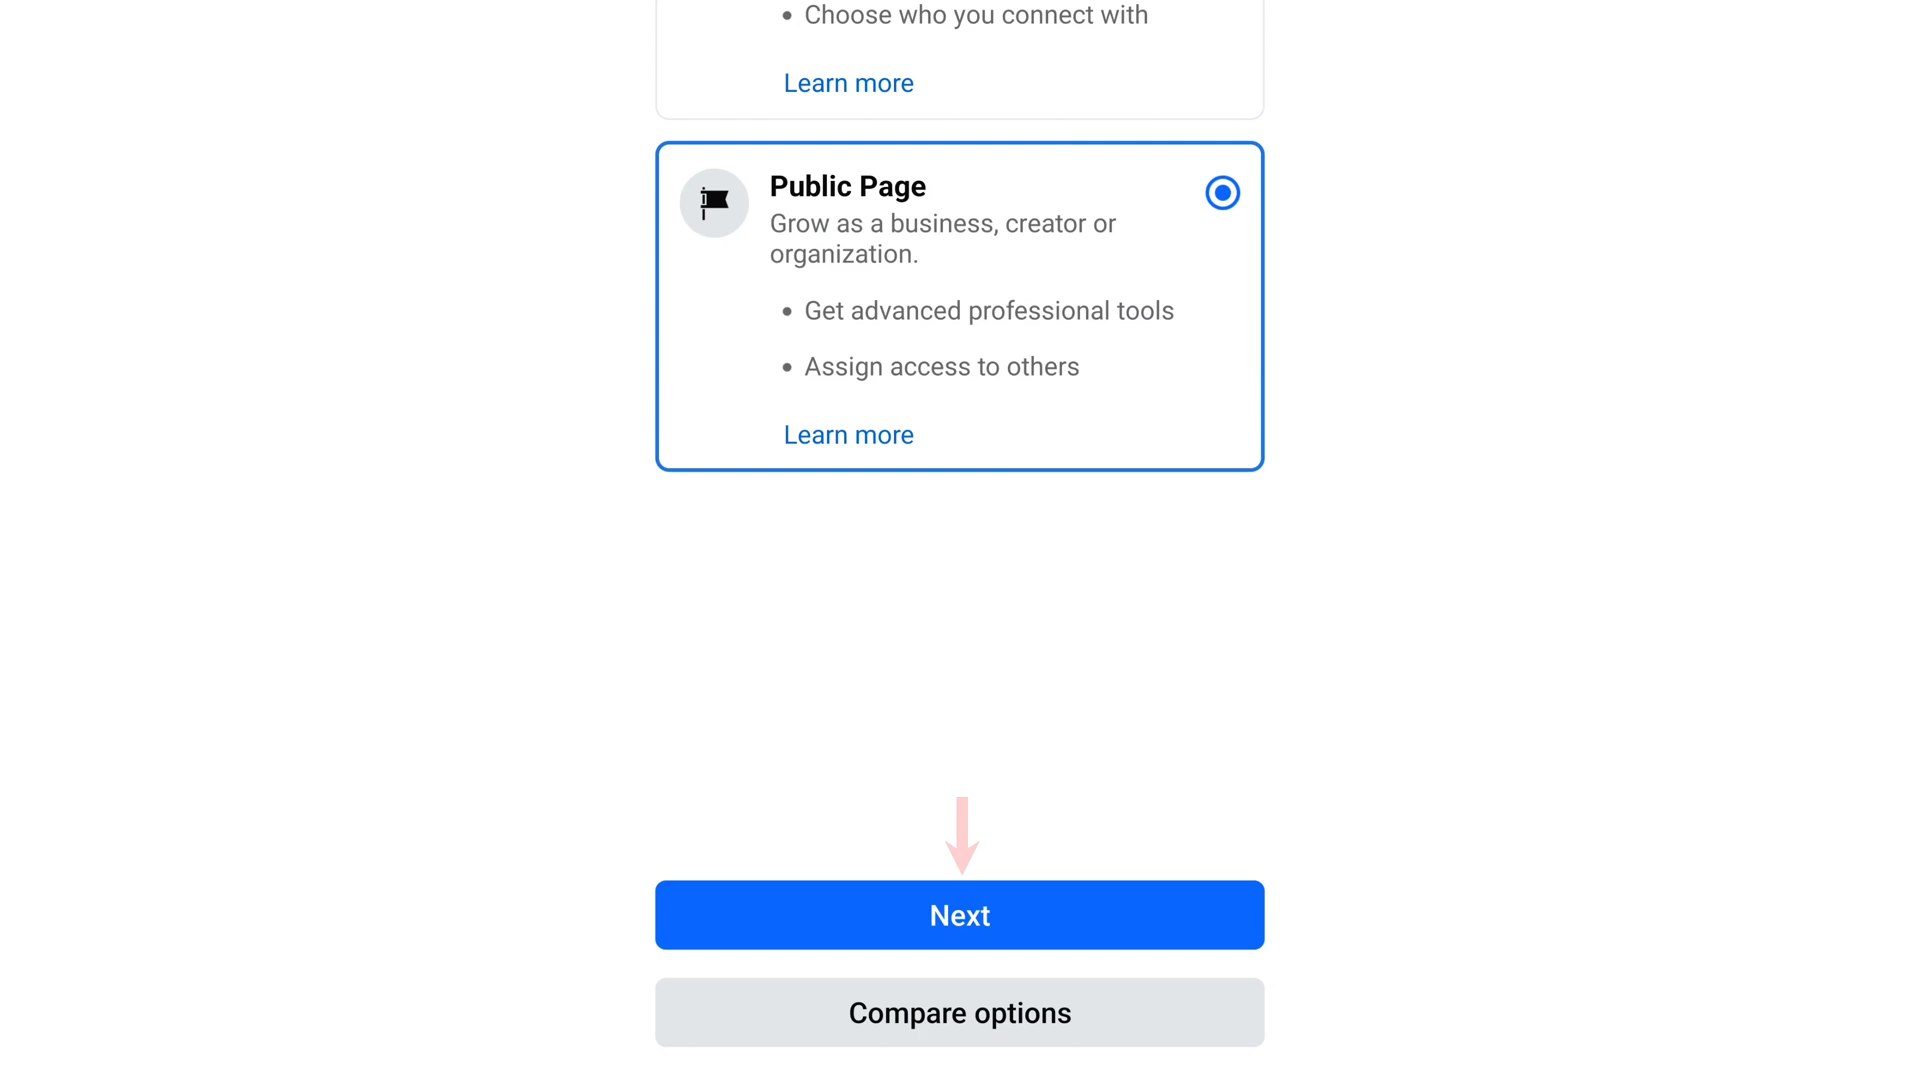 • Choose who you connect with
Learn more
Public Page
Grow as a business, creator or
organization.
• Get advanced professional tools
• Assign access to others
Learn more
Next
Compare options